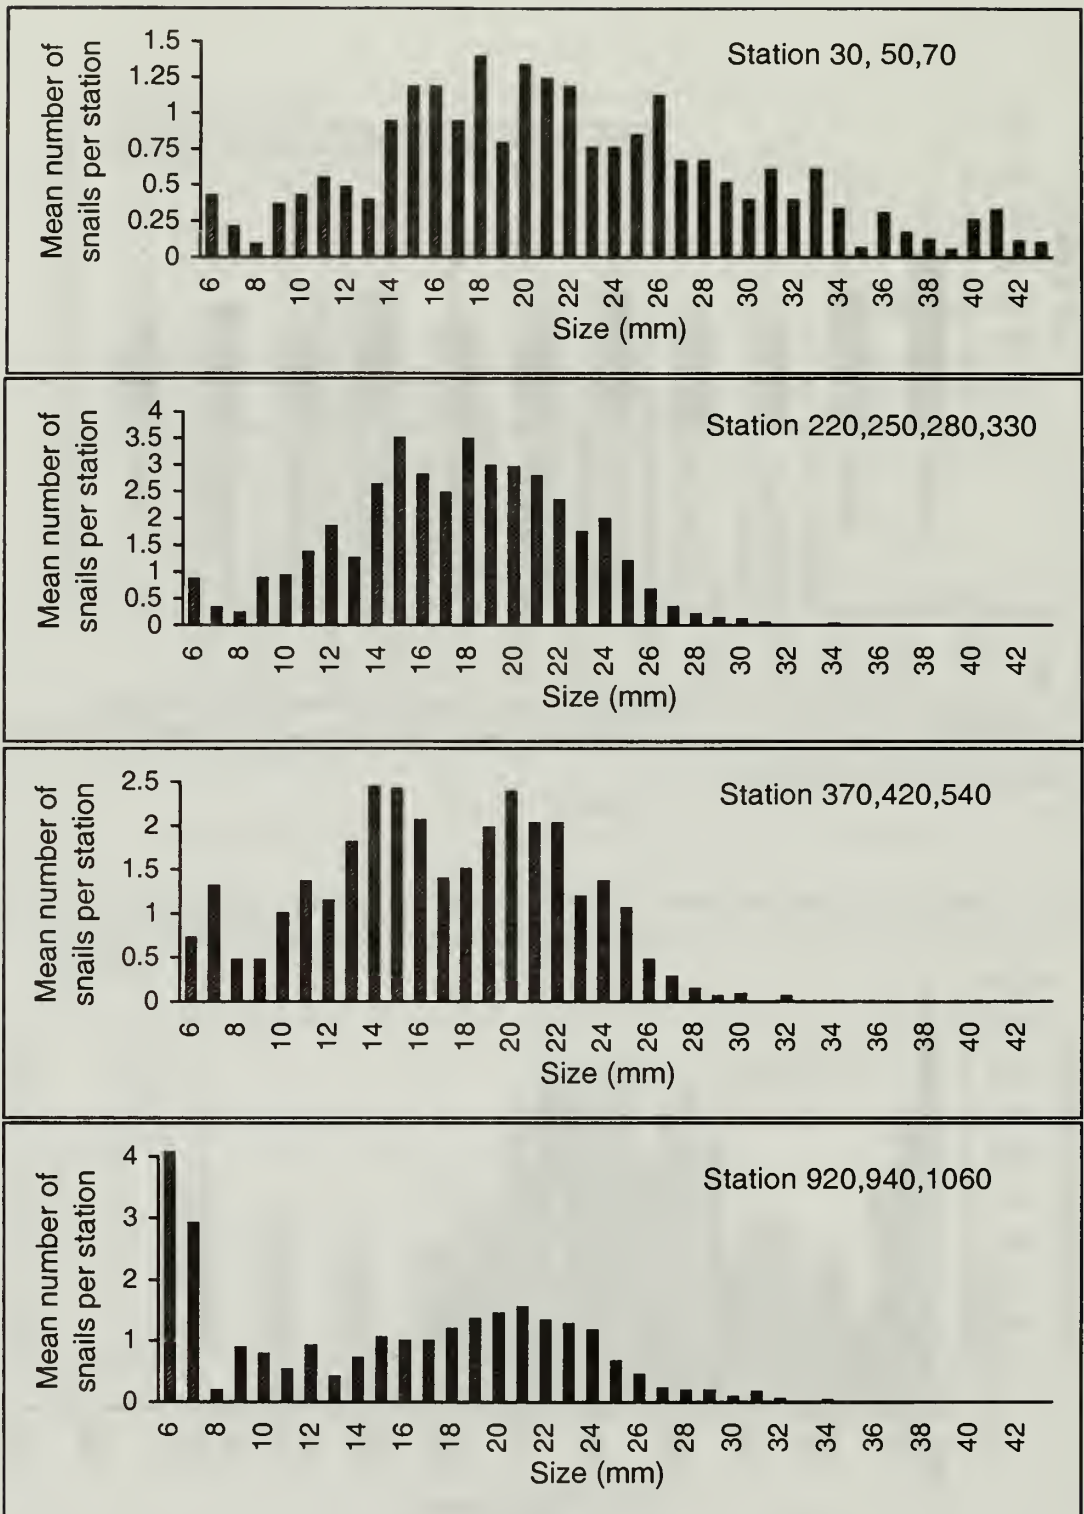 Station 30, 50,70
Mean number of
snails per station
1.5
1.25
1
0.75
0.5
0.25
0
6 8 10 12 14 16 18 20 22 24 26 28 30 32 34 36 38 40 42
Size (mm)
Station 220,250,280,330
Mean number of
snails per station
4
3.5
3
2.5
2
1.5
1
0.5
0
6 8 10 12 14 16 18 20 22 24 26 28 30 32 34 36 38 40 42
Size (mm)
Station 370,420,540
Mean number of
snails per station
2.5
2
1.5
1
0.5
0
6 8 10 12 14 16 18 20 22 24 26 28 30 32 34 36 38 40 42
Size (mm)
Station 920,940,1060
Mean number of
snails per station
4
3
2
1
0
6 8 10 12 14 16 18 20 22 24 26 28 30 32 34 36 38 40 42
Size (mm)